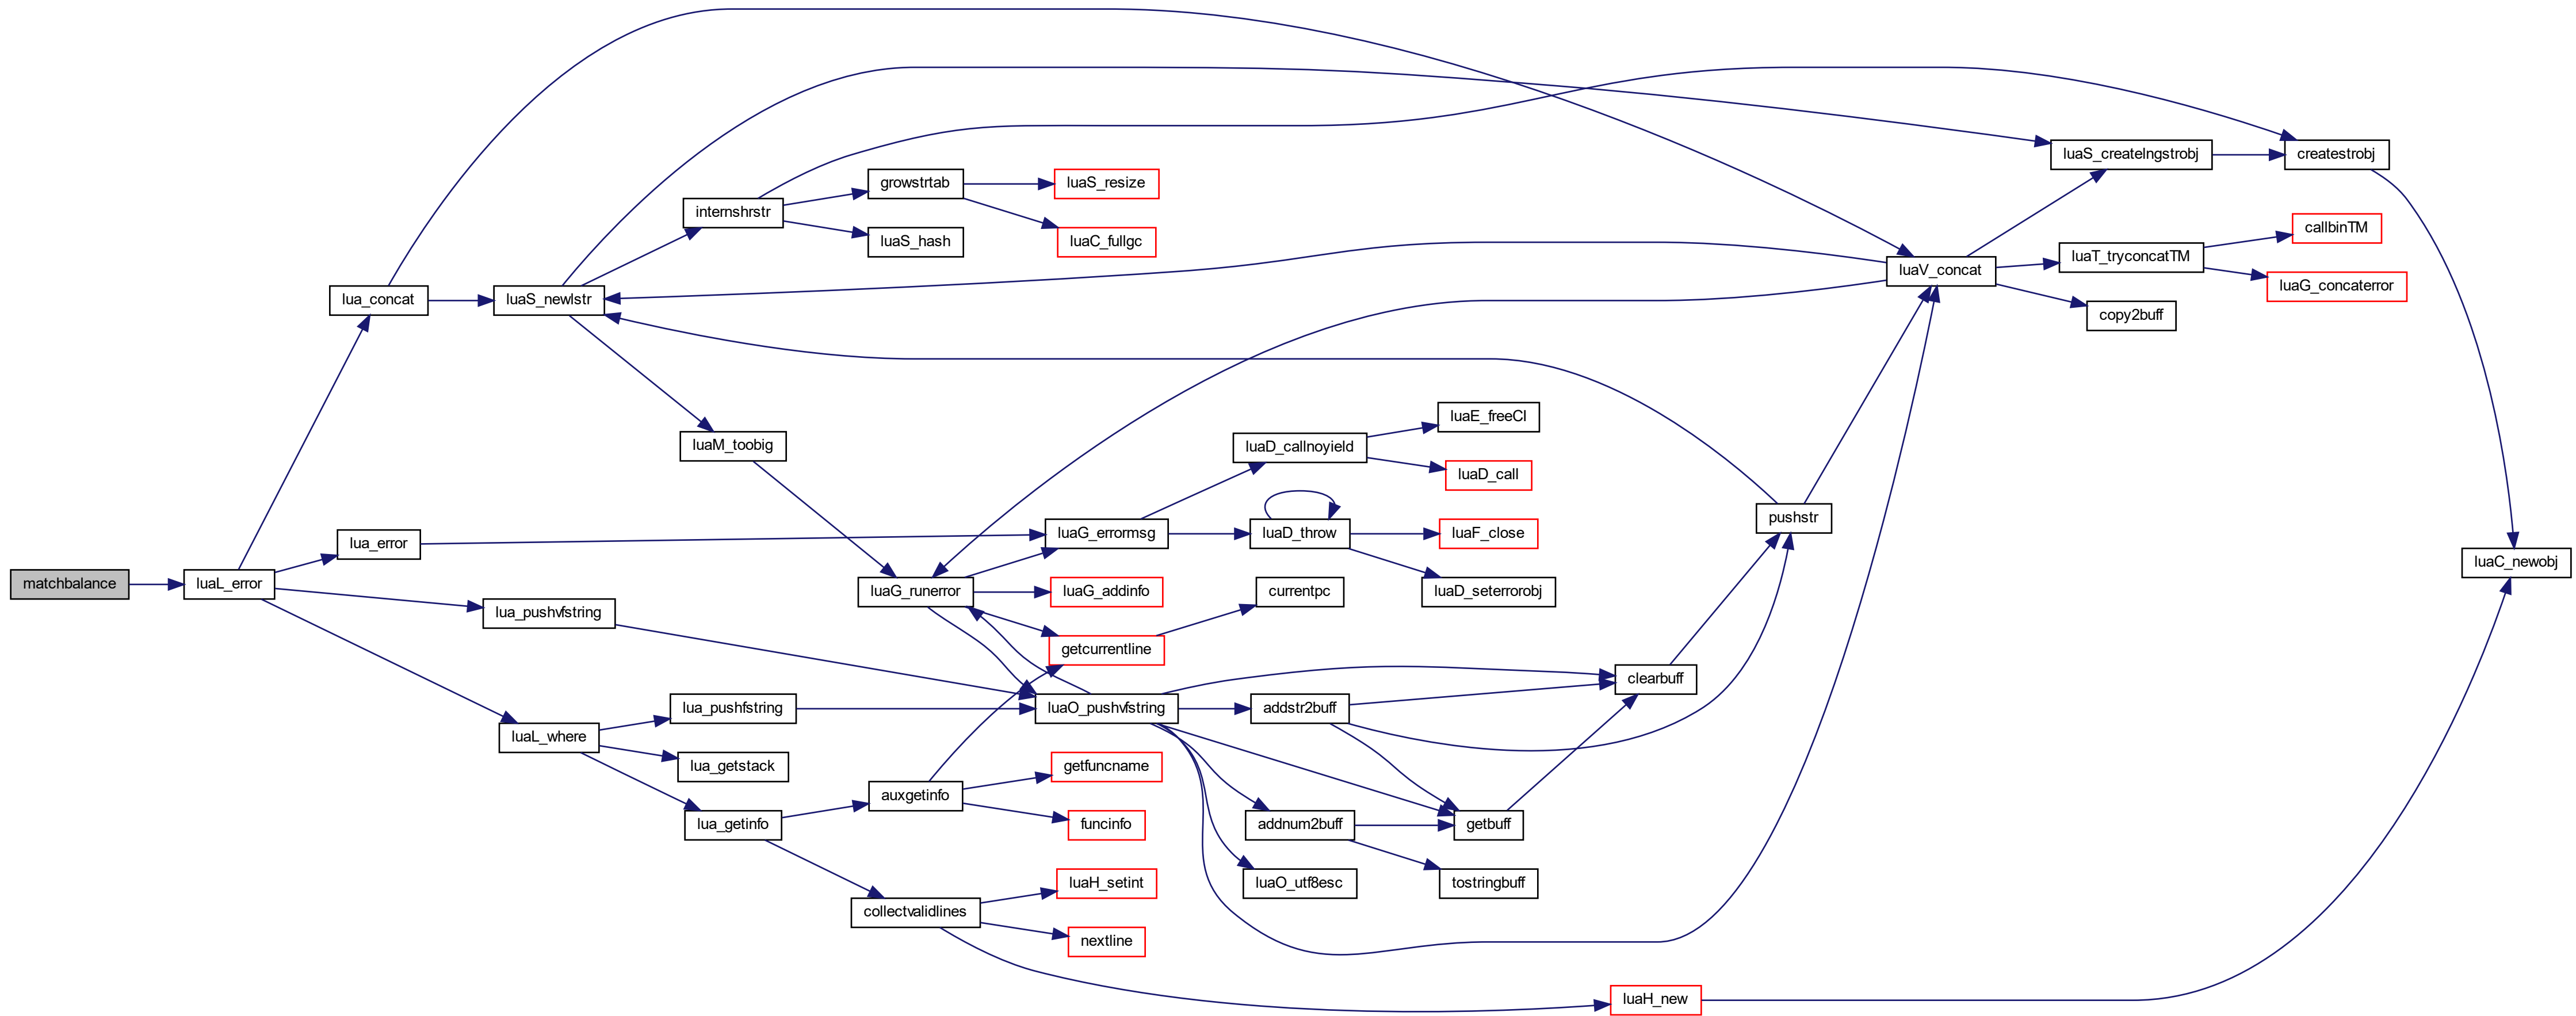 matchbalance
luaL_error
lua_concat
lua_error
lua_pushvfstring
luaL_where
luaS_newlstr
internshrstr
luaM_toobig
lua_pushfstring
lua_getstack
lua_getinfo
growstrtab
luaS_hash
luaG_runerror
auxgetinfo
collectvalidlines
luaS_resize
luaC_fullgc
luaG_errormsg
luaG_addinfo
getcurrentline
luaO_pushvfstring
getfuncname
funcinfo
luaH_setint
nextline
luaD_callnoyield
luaD_throw
currentpc
addstr2buff
addnum2buff
luaO_utf8esc
luaE_freeCI
luaD_call
luaF_close
luaD_seterrorobj
getbuff
tostringbuff
clearbuff
luaH_new
pushstr
luaV_concat
luaS_createlngstrobj
luaT_tryconcatTM
copy2buff
createstrobj
callbinTM
luaG_concaterror
luaC_newobj